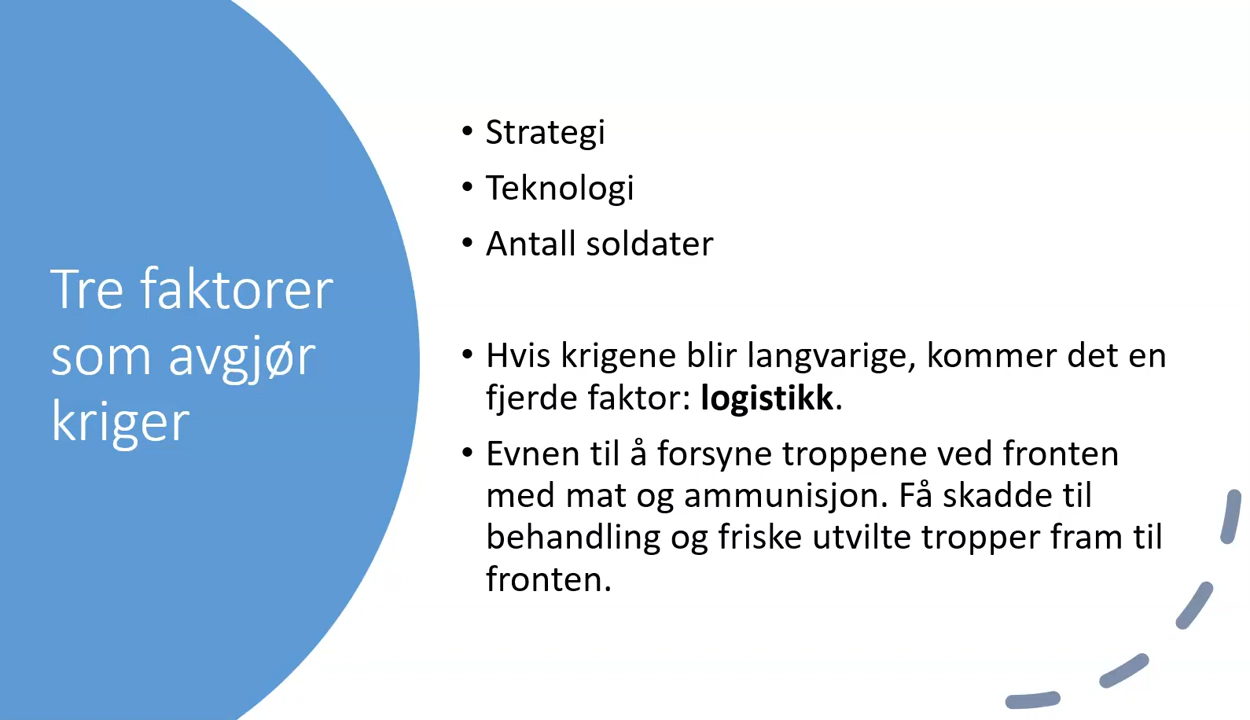 Tre faktorer
som avgjør
kriger
• Strategi
• Teknologi
• Antall soldater
• Hvis krigene blir langvarige, kommer det en
fjerde faktor: logistikk.
• Evnen til å forsyne troppene ved fronten
med mat og ammunisjon. Få skadde til
behandling og friske utvilte tropper fram til
fronten.